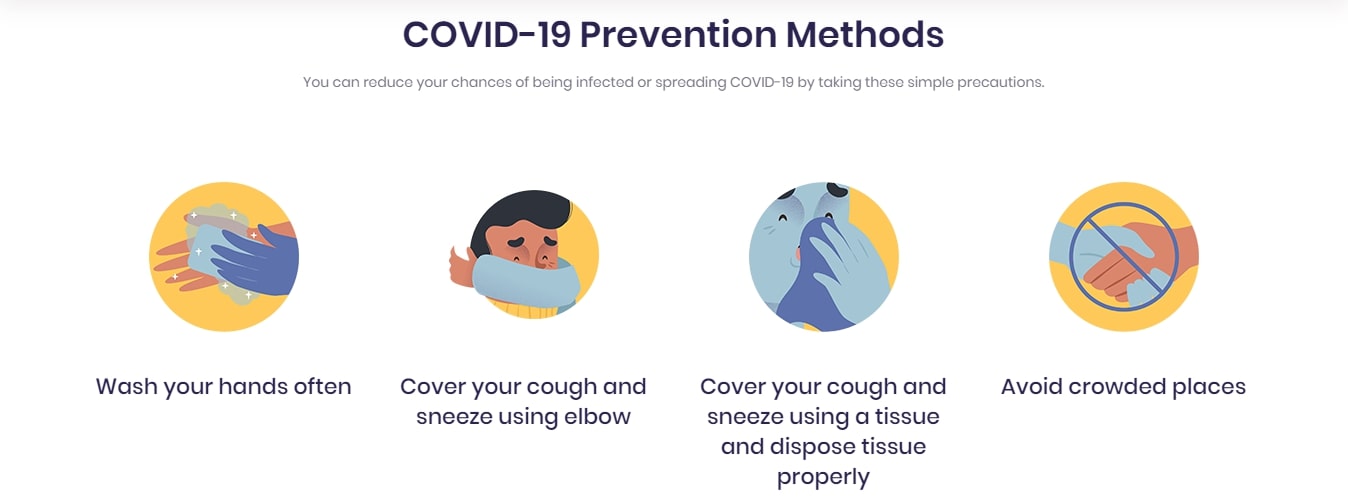 COVID-19 Prevention Methods
You can reduce your chances of being infected or spreading COVID-19 by taking these simple precautions.
Wash your hands often
Cover your cough and
sneeze using elbow
Cover your cough and
sneeze using a tissue
and dispose tissue
properly
Avoid crowded places